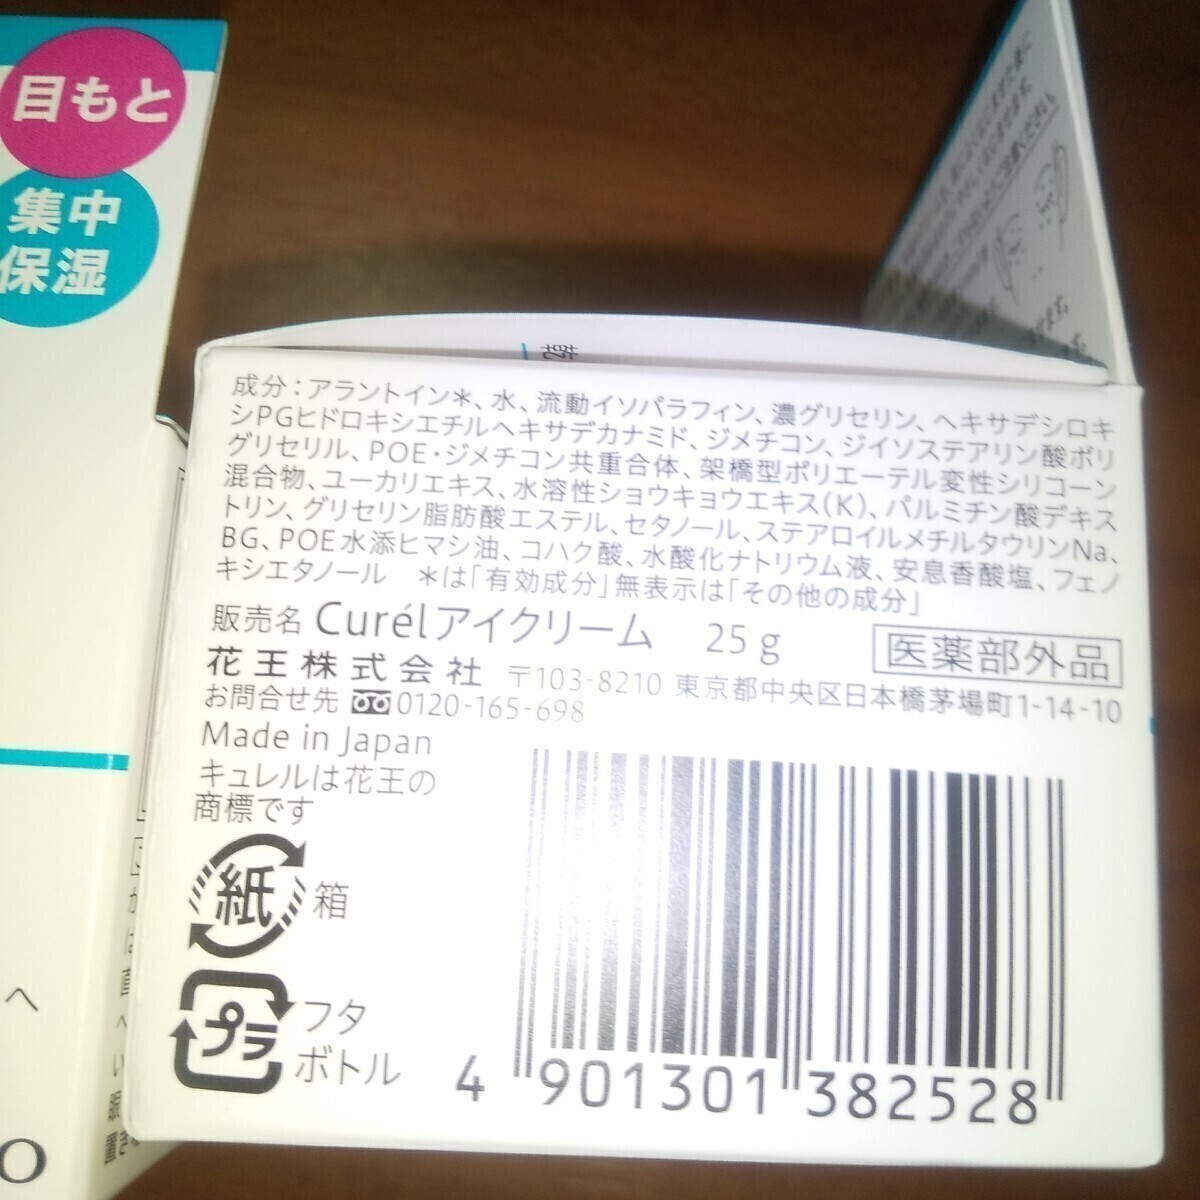 目もと
集中
保湿
乾
成分：アラントイン＊、水、流動イソパラフィン、濃グリセリン、ヘキサデシロキ
シPGヒドロキシエチルヘキサデカナミド、ジメチコン、ジイソステアリン酸ポリ
グリセリル、POE・ジメチコン共重合体、架橋型ポリエーテル変性シリコーン
混合物、ユーカリエキス、水溶性ショウキョウエキス(K)、パルミチン酸デキス
トリン、グリセリン脂肪酸エステル、セタノール、ステアロイルメチルタウリンNa、
BG、POE水添ヒマシ油、コハク酸、水酸化ナトリウム液、安息香酸塩、フェノ
キシエタノール　＊は「有効成分」無表示は「その他の成分」
販売名 Curélアイクリーム 25g 医薬部外品
花王株式会社 〒103-8210 東京都中央区日本橋茅場町1-14-10
お問合せ先 0120-165-698
Made in Japan
キュレルは花王の
商標です
紙 箱
プラ フタ
ボトル
4 901301 382528
へ
O